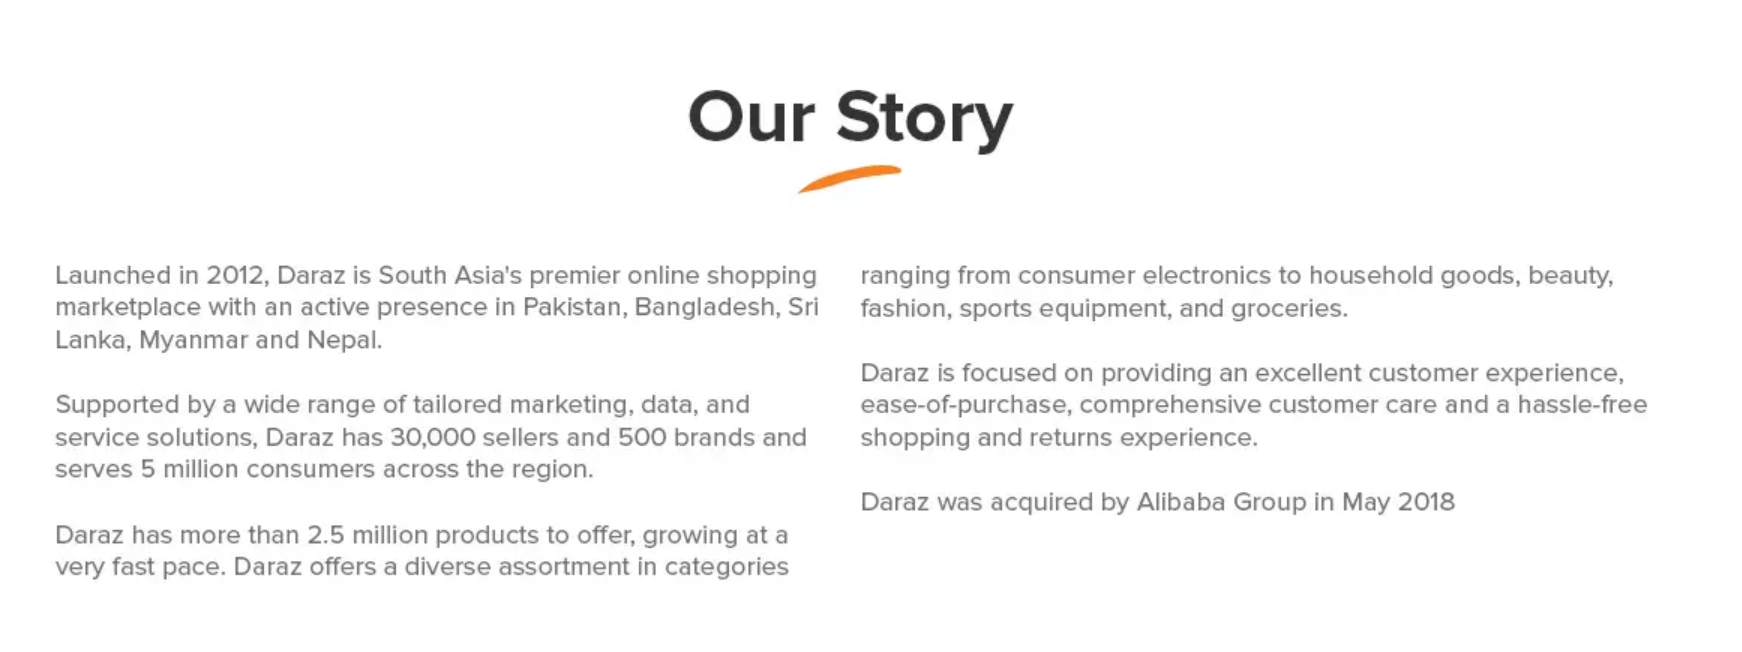 Our Story
Launched in 2012, Daraz is South Asia's premier online shopping
marketplace with an active presence in Pakistan, Bangladesh, Sri
Lanka, Myanmar and Nepal.
Supported by a wide range of tailored marketing, data, and
service solutions, Daraz has 30,000 sellers and 500 brands and
serves 5 million consumers across the region.
Daraz has more than 2.5 million products to offer, growing at a
very fast pace. Daraz offers a diverse assortment in categories
ranging from consumer electronics to household goods, beauty,
fashion, sports equipment, and groceries.
Daraz is focused on providing an excellent customer experience,
ease-of-purchase, comprehensive customer care and a hassle-free
shopping and returns experience.
Daraz was acquired by Alibaba Group in May 2018